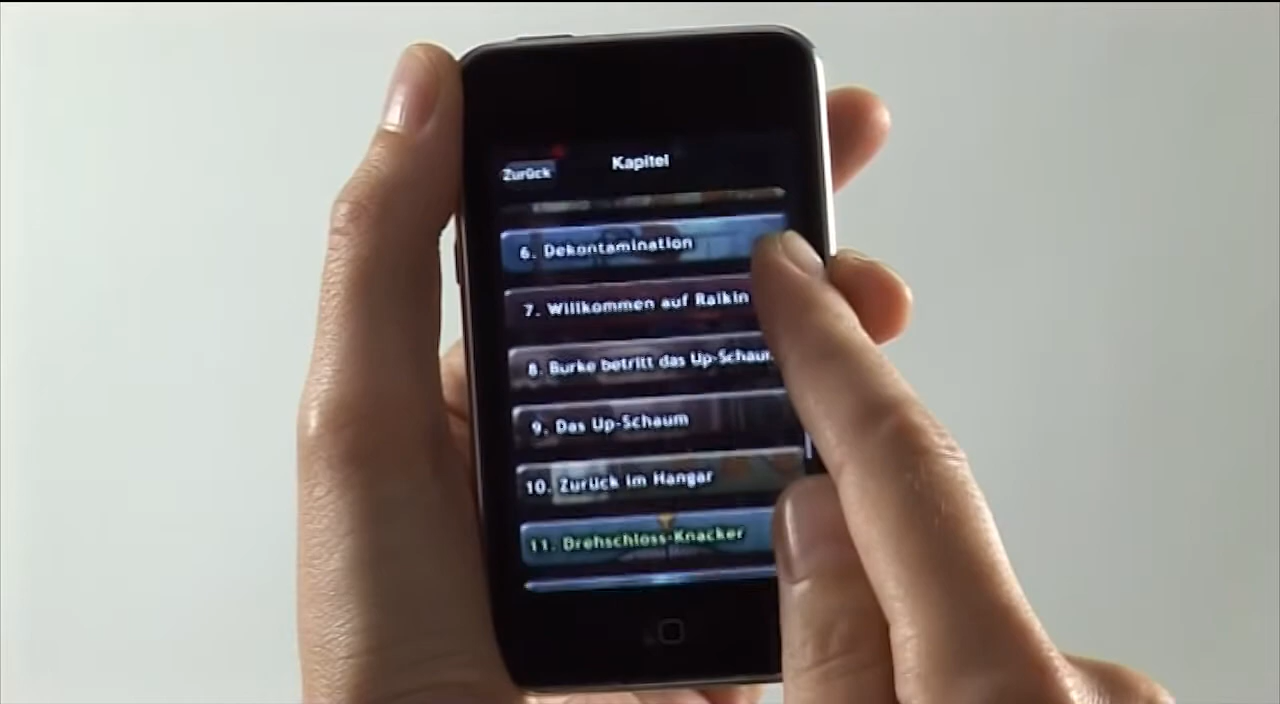 Zurück
Kapitel
6. Dekontamination
7. Willkommen auf Raikin
8. Burke betritt das Up-Schaum
9. Das Up-Schaum
10. Zurück im Hangar
11. Drehschloss-Knacker